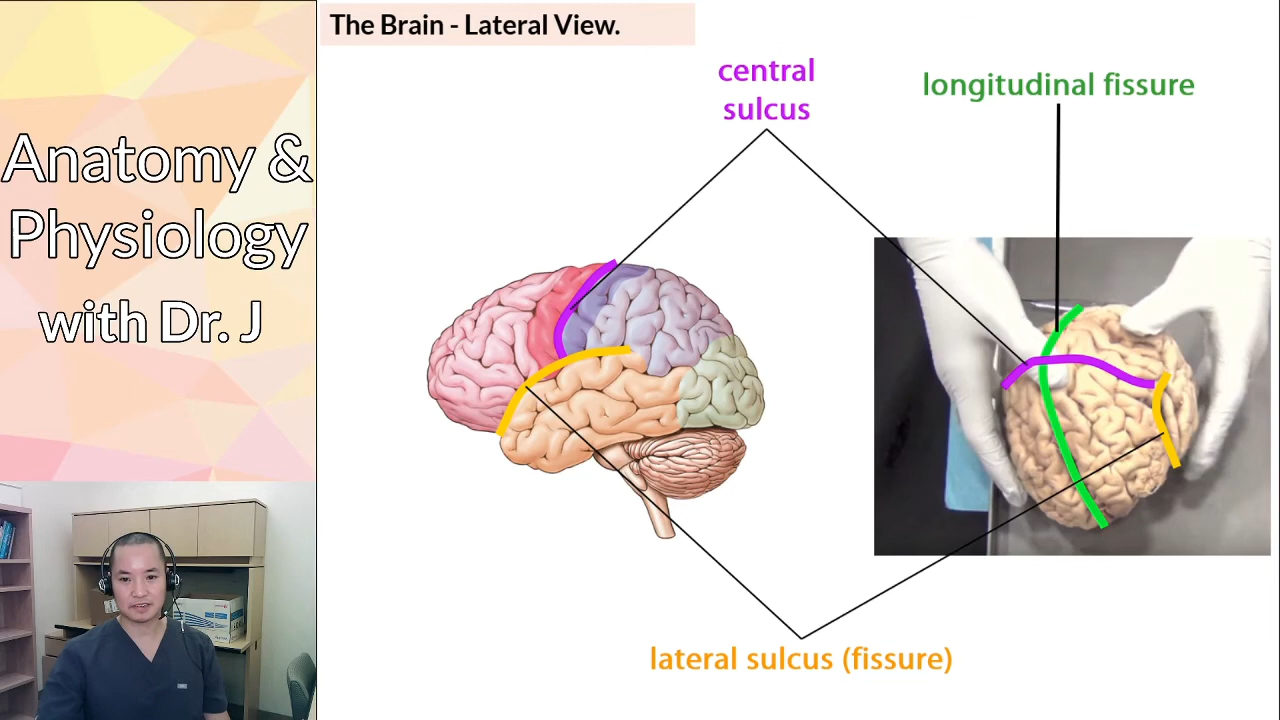 Anatomy &
Physiology
with Dr. J
The Brain - Lateral View.
central
sulcus
longitudinal fissure
lateral sulcus (fissure)